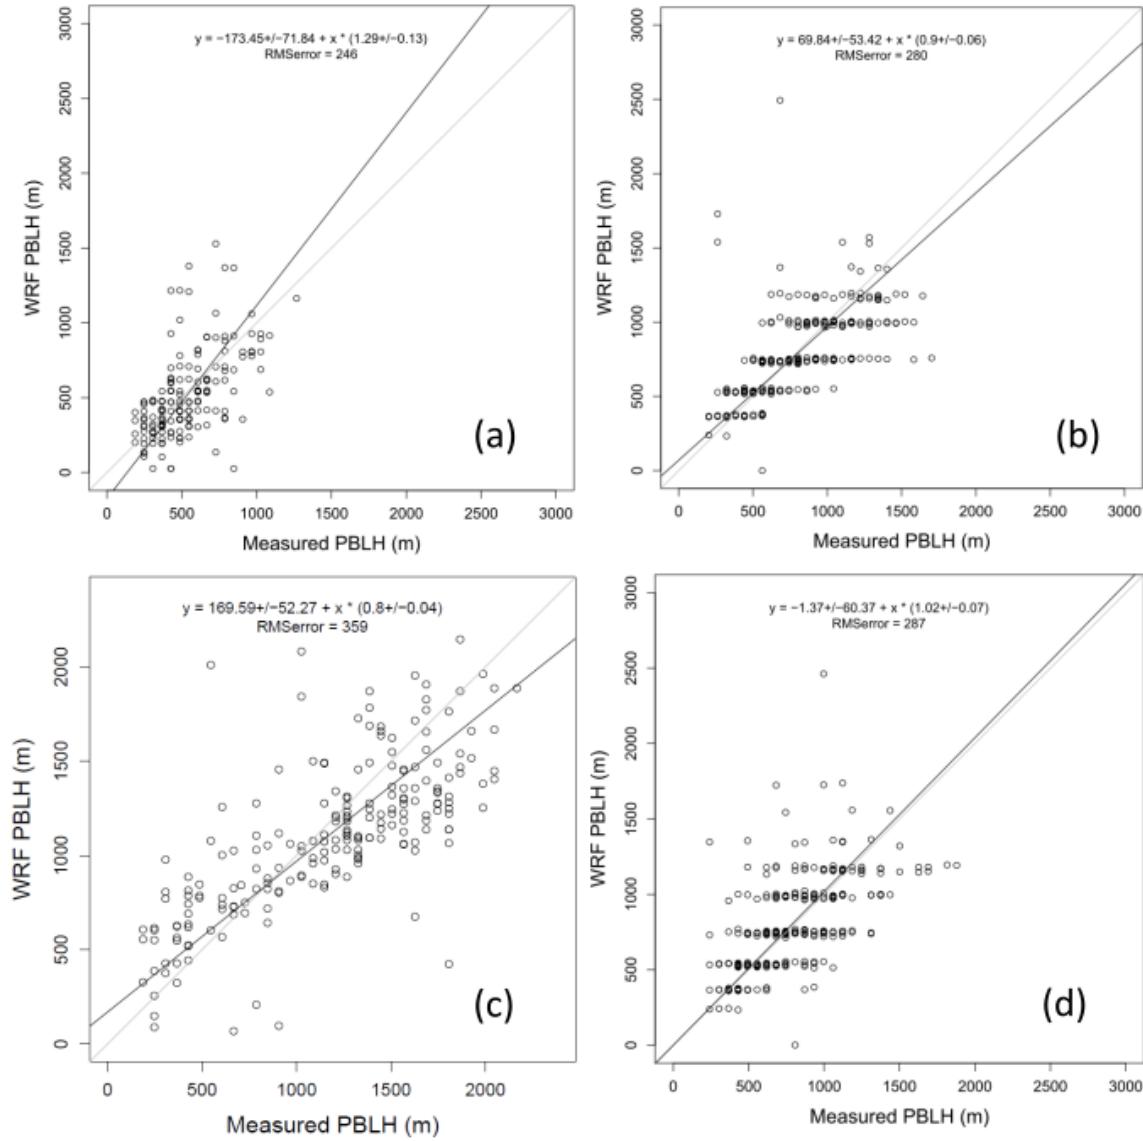 y = −173.45+/−71.84 + x * (1.29+/−0.13)
RMSerror = 246
WRF PBLH (m)
3000
2500
2000
1500
1000
500
0
(a)
0 500 1000 1500 2000 2500 3000
Measured PBLH (m)
y = 69.84+/−53.42 + x * (0.9+/−0.06)
RMSerror = 280
WRF PBLH (m)
3000
2500
2000
1500
1000
500
0
(b)
0 500 1000 1500 2000 2500 3000
Measured PBLH (m)
y = 169.59+/−52.27 + x * (0.8+/−0.04)
RMSerror = 359
WRF PBLH (m)
2000
1500
1000
500
0
(c)
0 500 1000 1500 2000
Measured PBLH (m)
y = −1.37+/−60.37 + x * (1.02+/−0.07)
RMSerror = 287
WRF PBLH (m)
3000
2500
2000
1500
1000
500
0
(d)
0 500 1000 1500 2000 2500 3000
Measured PBLH (m)